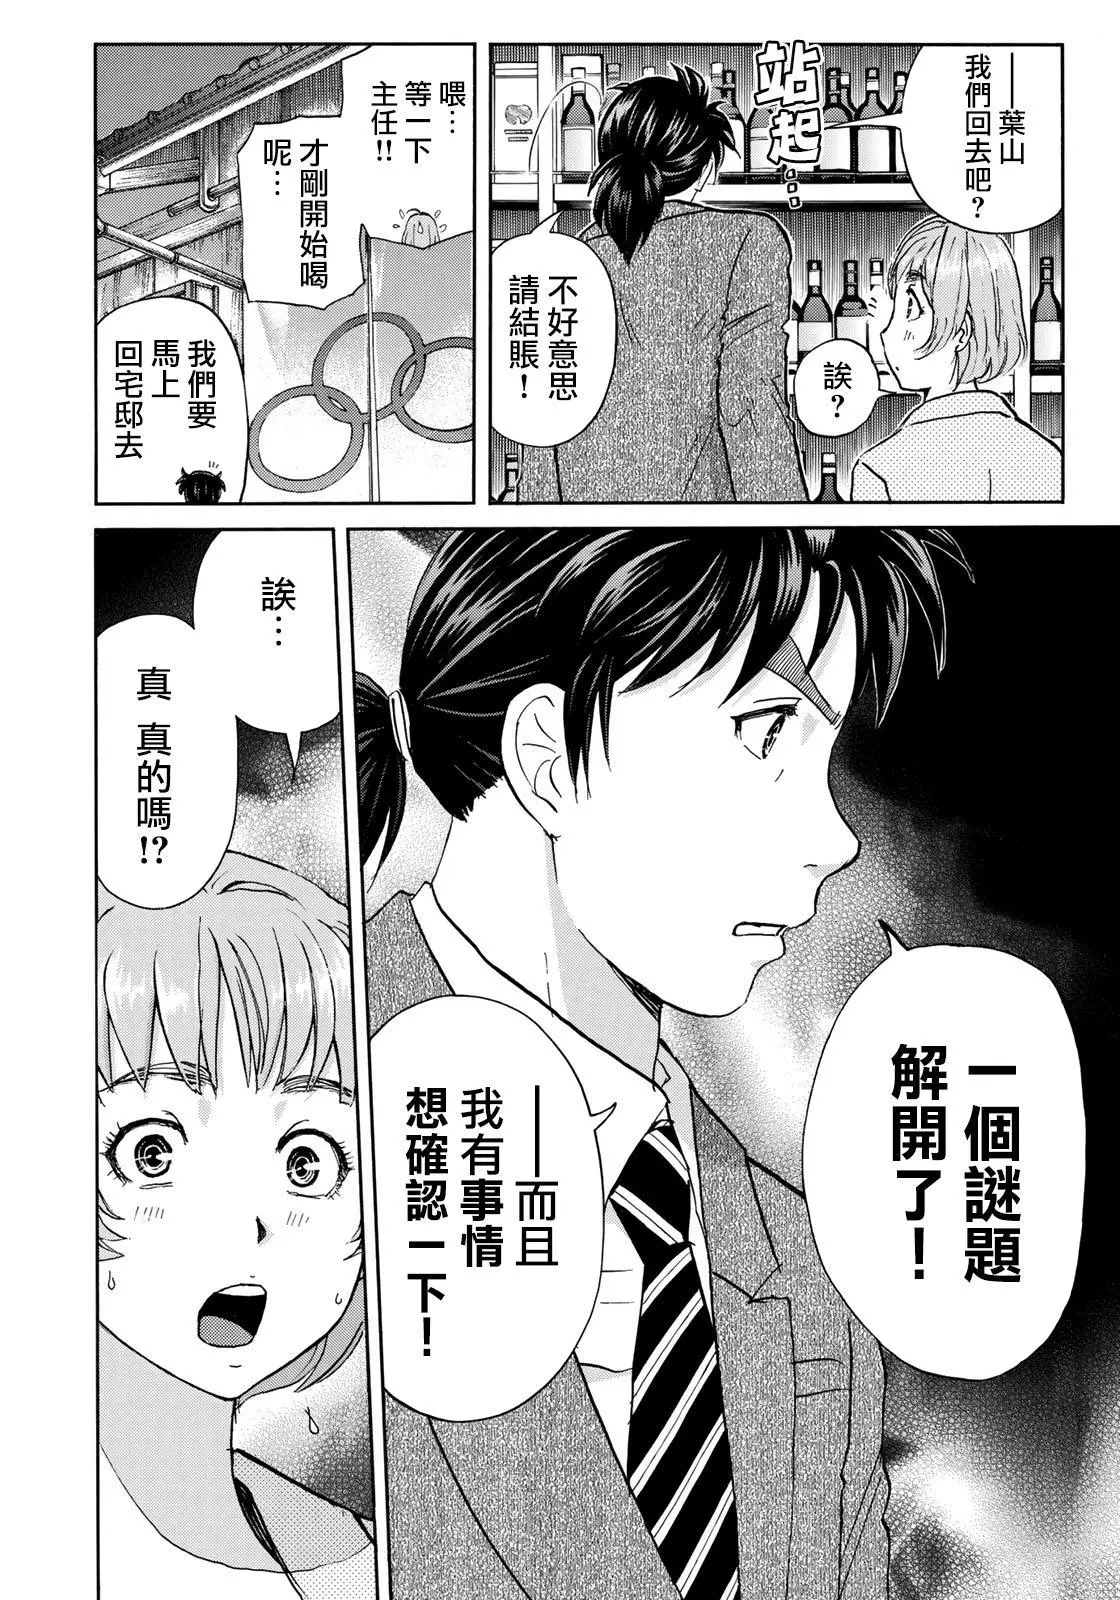 ——葉山
我們回去吧?
站起…
誒?
不好意思
請結賬!
喂…
等一下
主任!!
才剛開始喝
呢…
我們要
馬上
回宅邸去
一個謎題
解開了!
——而且
我有事情
想確認一下!
誒…
真 真的嗎!?